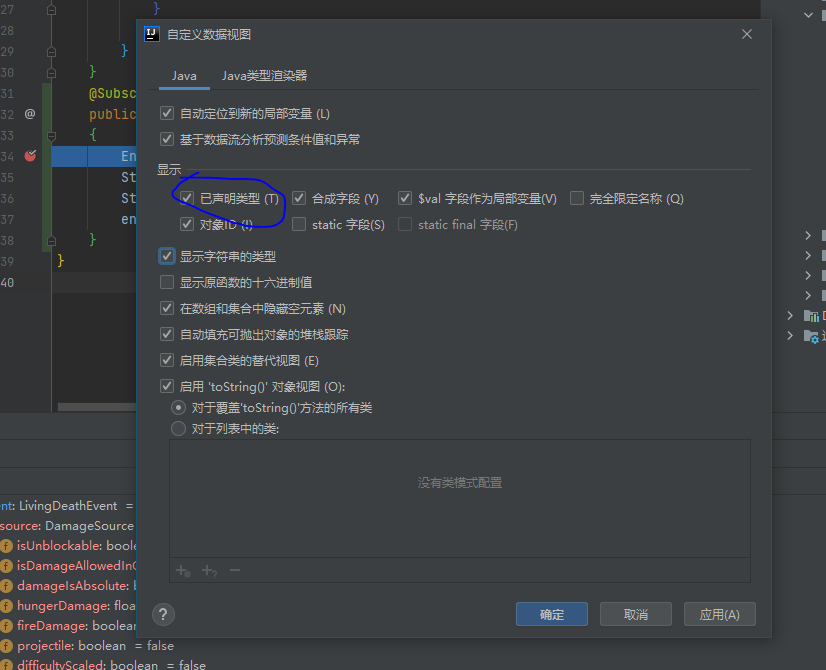 27 }
28
29 }
30 }
31 @Subsc
32 @ public
33 {
34 En
35 St
36 St
37 en
38 }
39 }
40
自定义数据视图
Java Java类型渲染器
自动定位到新的局部变量 (L)
基于数据流分析预测条件值和异常
显示
已声明类型 (T) 合成字段 (Y) $val 字段作为局部变量(V) 完全限定名称 (Q)
对象ID (I) static 字段(S) static final 字段(F)
显示字符串的类型
显示原函数的十六进制值
在数组和集合中隐藏空元素 (N)
自动填充可抛出对象的堆栈跟踪
启用集合类的替代视图 (E)
启用 'toString()' 对象视图 (O):
对于覆盖'toString()'方法的所有类
对于列表中的类:
没有类模式配置
? 确定 取消 应用(A)
nt: LivingDeathEvent =
source: DamageSource
f isUnblockable: boole
f isDamageAllowedInC
f damageIsAbsolute: b
f hungerDamage: floa
f fireDamage: boolean
f projectile: boolean = false
f difficultyScaled: boolean = false